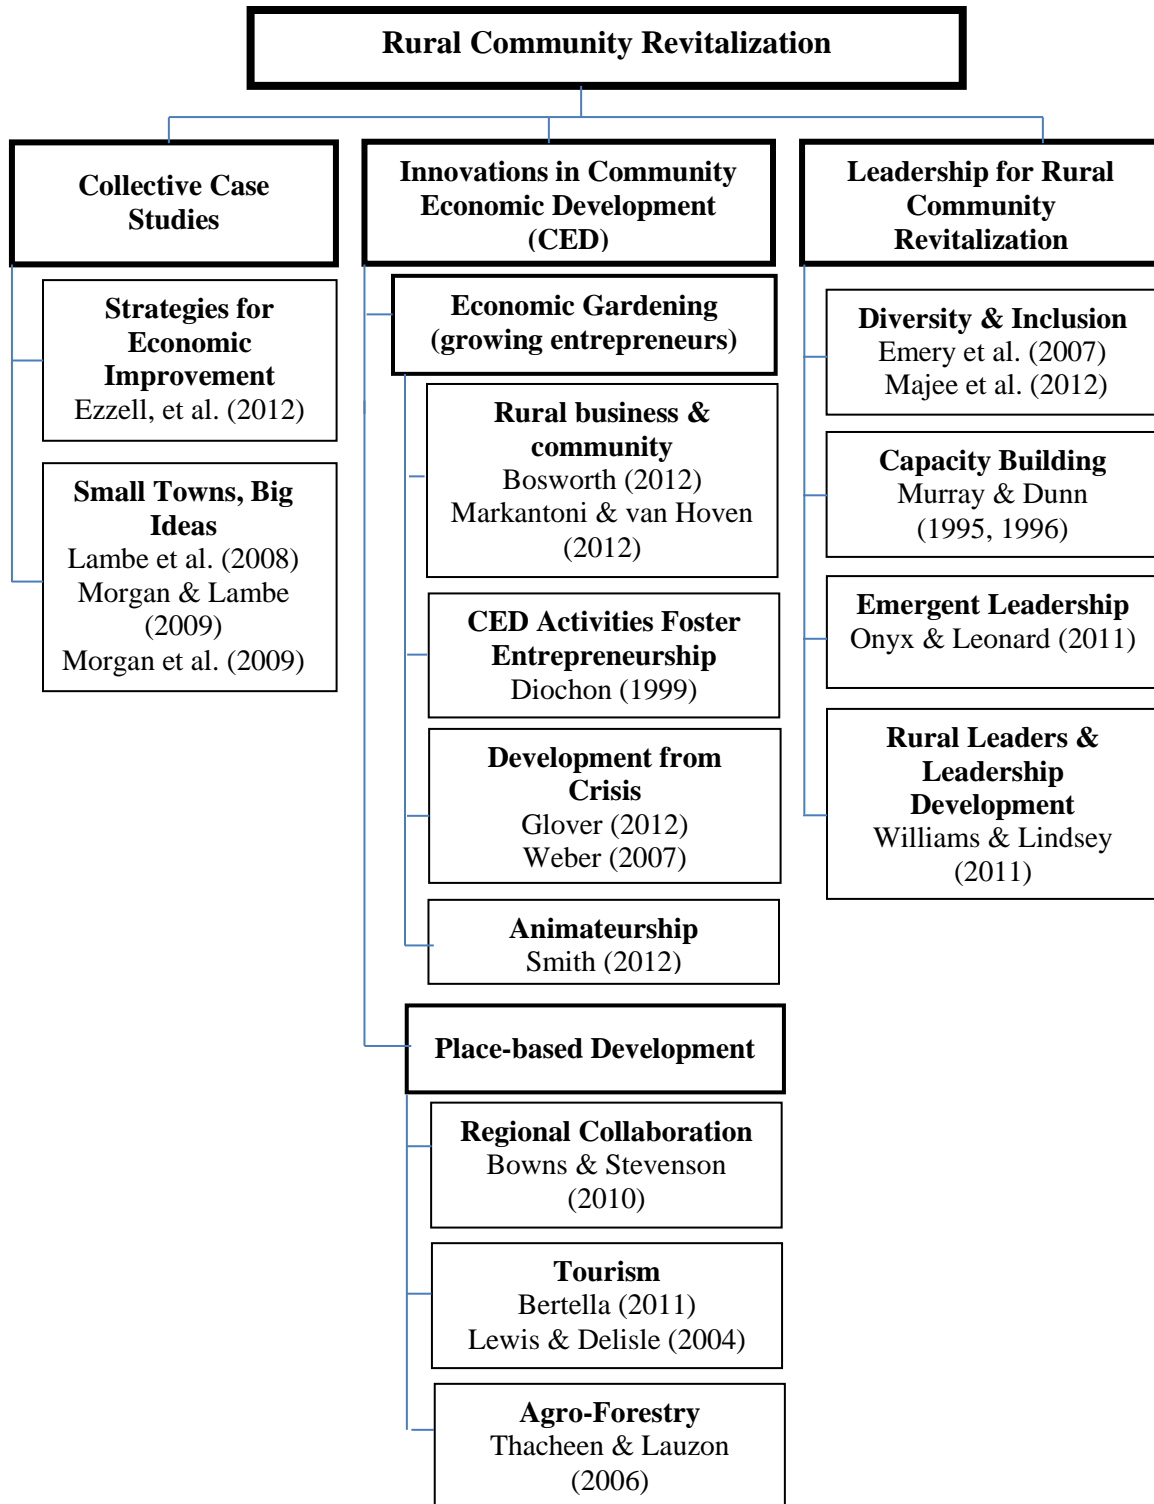 Rural Community Revitalization
Collective Case
Studies
Strategies for
Economic
Improvement
Ezzell, et al. (2012)
Small Towns, Big
Ideas
Lambe et al. (2008)
Morgan & Lambe
(2009)
Morgan et al. (2009)
Innovations in Community
Economic Development
(CED)
Economic Gardening
(growing entrepreneurs)
Rural business &
community
Bosworth (2012)
Markantoni & van Hoven
(2012)
CED Activities Foster
Entrepreneurship
Diochon (1999)
Development from
Crisis
Glover (2012)
Weber (2007)
Animateurship
Smith (2012)
Place-based Development
Regional Collaboration
Bowns & Stevenson
(2010)
Tourism
Bertella (2011)
Lewis & Delisle (2004)
Agro-Forestry
Thacheen & Lauzon
(2006)
Leadership for Rural
Community
Revitalization
Diversity & Inclusion
Emery et al. (2007)
Majee et al. (2012)
Capacity Building
Murray & Dunn
(1995, 1996)
Emergent Leadership
Onyx & Leonard (2011)
Rural Leaders &
Leadership
Development
Williams & Lindsey
(2011)